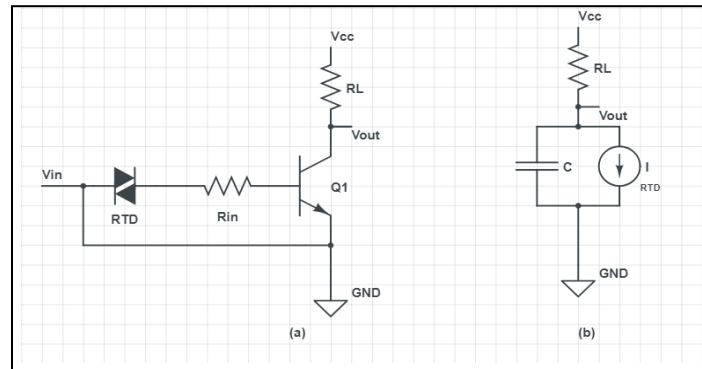 Vcc
RL
Vout
Vin
RTD
Rin
Q1
GND
(a)
Vcc
RL
Vout
C
I
RTD
GND
(b)